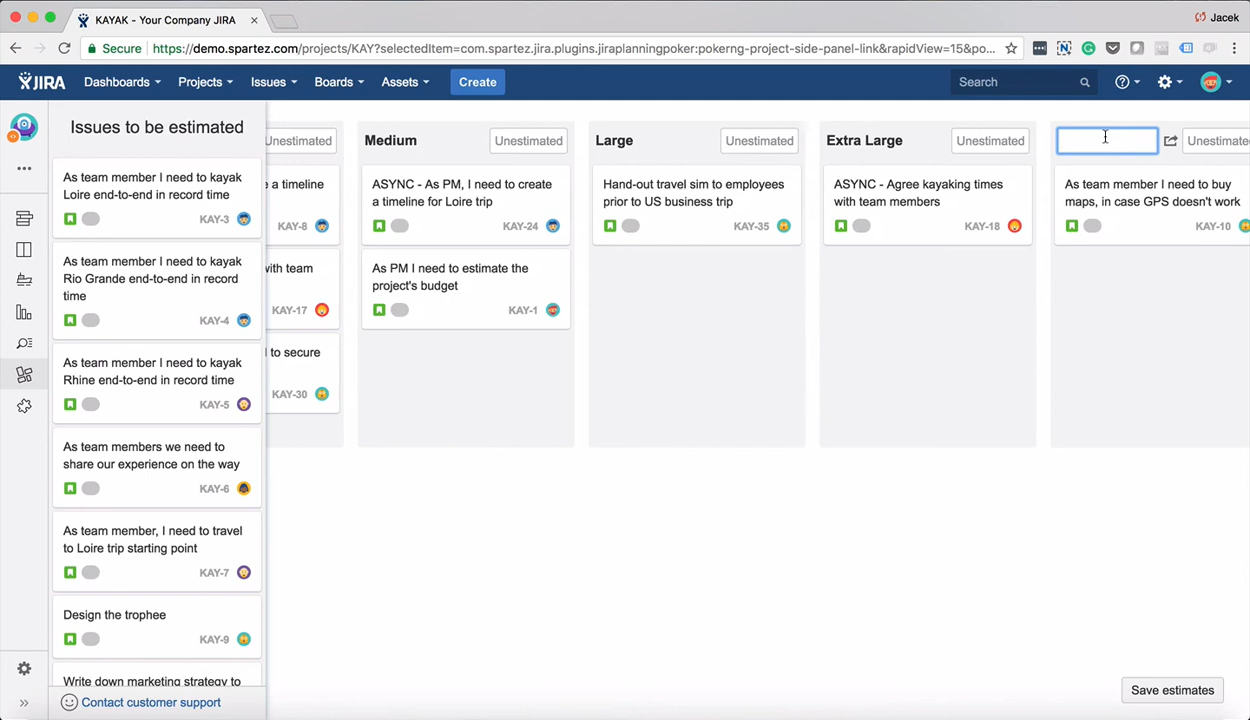 KAYAK - Your Company JIRA
Jacek
Secure
https://demo.spartez.com/projects/KAY?selectedItem=com.spartez.jira.plugins.jiraplanningpoker:pokerng-project-side-panel-link&rapidView=15&po...
JIRA
Dashboards
Projects
Issues
Boards
Assets
Create
Search
Issues to be estimated
As team member I need to kayak
Loire end-to-end in record time
KAY-3
As team member I need to kayak
Rio Grande end-to-end in record
time
KAY-4
As team member I need to kayak
Rhine end-to-end in record time
KAY-5
As team members we need to
share our experience on the way
KAY-6
As team member, I need to travel
to Loire trip starting point
KAY-7
Design the trophee
KAY-9
Write down marketing strategy to
Contact customer support
Unestimated
e a timeline
KAY-8
with team
KAY-17
to secure
KAY-30
Medium
Unestimated
ASYNC - As PM, I need to create
a timeline for Loire trip
KAY-24
As PM I need to estimate the
project's budget
KAY-1
Large
Unestimated
Hand-out travel sim to employees
prior to US business trip
KAY-35
Extra Large
Unestimated
ASYNC - Agree kayaking times
with team members
KAY-18
Unestimate
As team member I need to buy
maps, in case GPS doesn't work
KAY-10
Save estimates